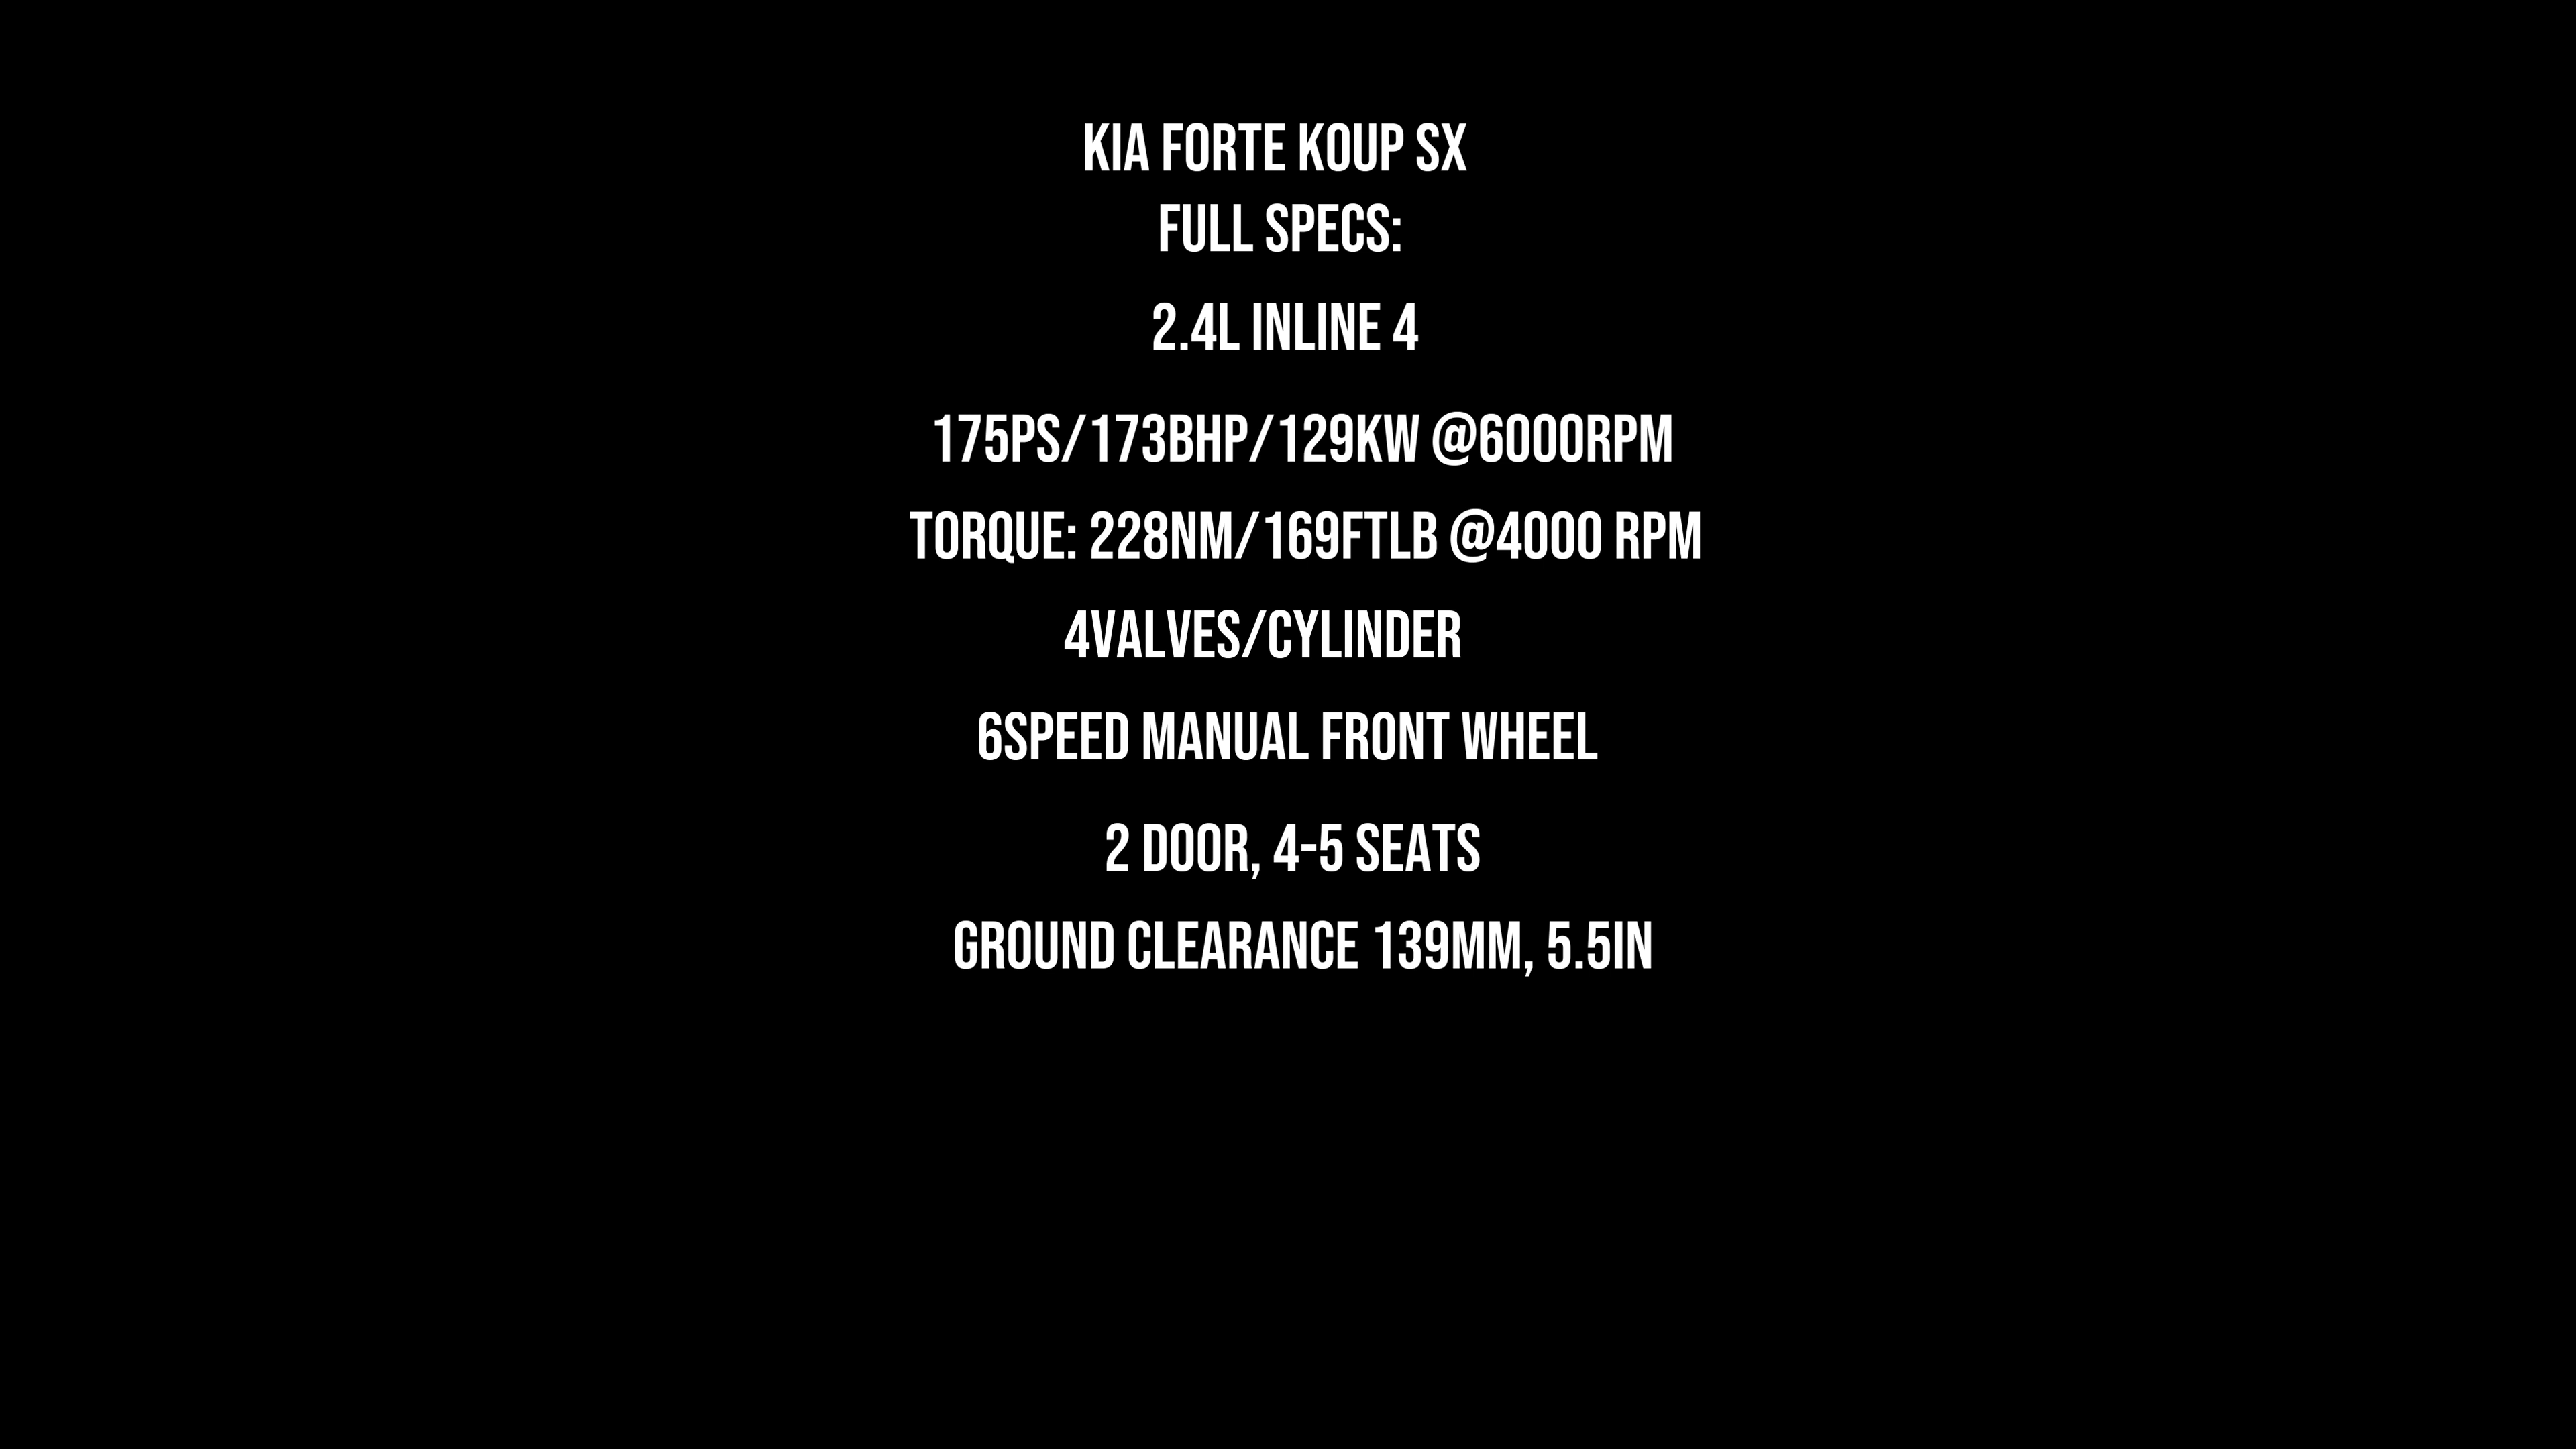 KIA FORTE KOUP SX
FULL SPECS:
2.4L INLINE 4
175PS/173BHP/129KW @6000RPM
TORQUE: 228NM/169FTLB @4000 RPM
4VALVES/CYLINDER
6SPEED MANUAL FRONT WHEEL
2 DOOR, 4-5 SEATS
GROUND CLEARANCE 139MM, 5.5IN